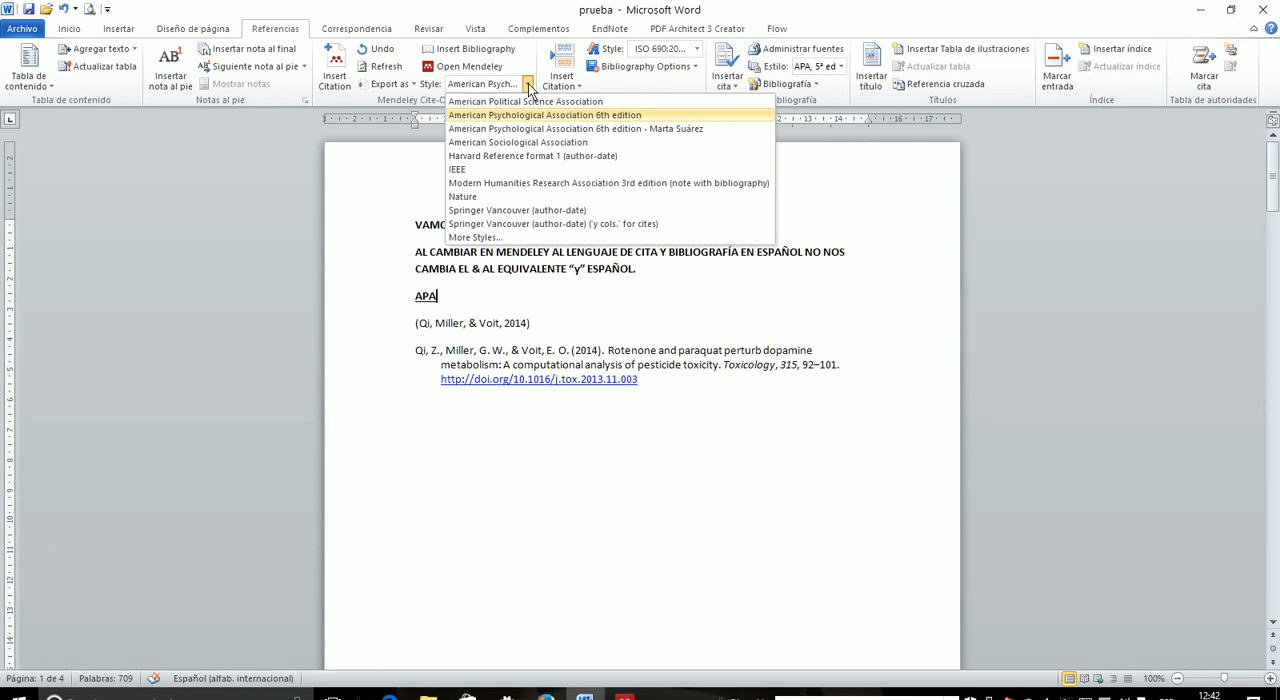 prueba - Microsoft Word
Archivo Inicio Insertar Diseño de página Referencias Correspondencia Revisar Vista Complementos EndNote PDF Architect 3 Creator Flow
Agregar texto
Actualizar tabla
Tabla de contenido
Tabla de contenido
AB¹
Insertar nota al pie
Insertar nota al final
Siguiente nota al pie
Mostrar notas
Notas al pie
Insert Citation
Undo
Refresh
Export as
Insert Bibliography
Open Mendeley
Style: American Psych...
Mendeley Cite-O
Insert Citation
Style: ISO 690:20...
Bibliography Options
Insertar cita
Administrar fuentes
Estilo: APA, 5ª ed
Bibliografía
Insertar título
Insertar Tabla de ilustraciones
Actualizar tabla
Referencia cruzada
Títulos
Marcar entrada
Insertar índice
Actualizar índice
Índice
Marcar cita
Tabla de autoridades
American Political Science Association
American Psychological Association 6th edition
American Psychological Association 6th edition - Marta Suárez
American Sociological Association
Harvard Reference format 1 (author-date)
IEEE
Modern Humanities Research Association 3rd edition (note with bibliography)
Nature
Springer Vancouver (author-date)
Springer Vancouver (author-date) ('y cols.' for cites)
More Styles...
VAMO
AL CAMBIAR EN MENDELEY AL LENGUAJE DE CITA Y BIBLIOGRAFÍA EN ESPAÑOL NO NOS
CAMBIA EL & AL EQUIVALENTE “y” ESPAÑOL.
APA
(Qi, Miller, & Voit, 2014)
Qi, Z., Miller, G. W., & Voit, E. O. (2014). Rotenone and paraquat perturb dopamine
metabolism: A computational analysis of pesticide toxicity. Toxicology, 315, 92–101.
http://doi.org/10.1016/j.tox.2013.11.003
Página: 1 de 4 Palabras: 709 Español (alfab. internacional) 100%
12:42